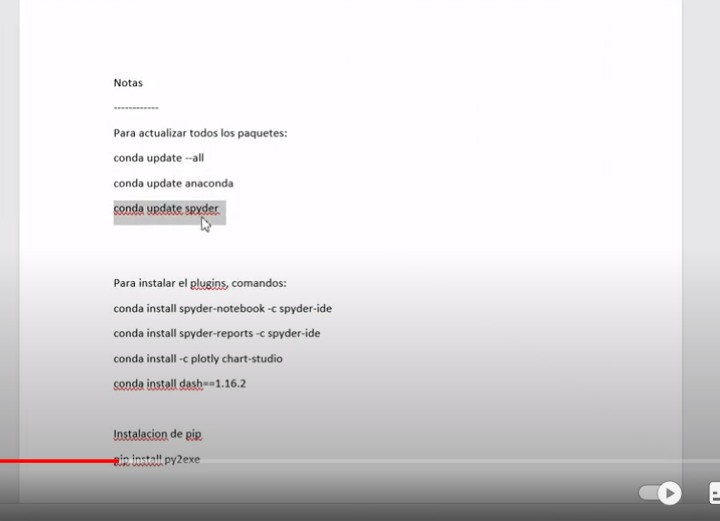 Notas
------------
Para actualizar todos los paquetes:
conda update --all
conda update anaconda
conda update spyder
Para instalar el plugins, comandos:
conda install spyder-notebook -c spyder-ide
conda install spyder-reports -c spyder-ide
conda install -c plotly chart-studio
conda install dash==1.16.2
Instalacion de pip
pip install py2exe